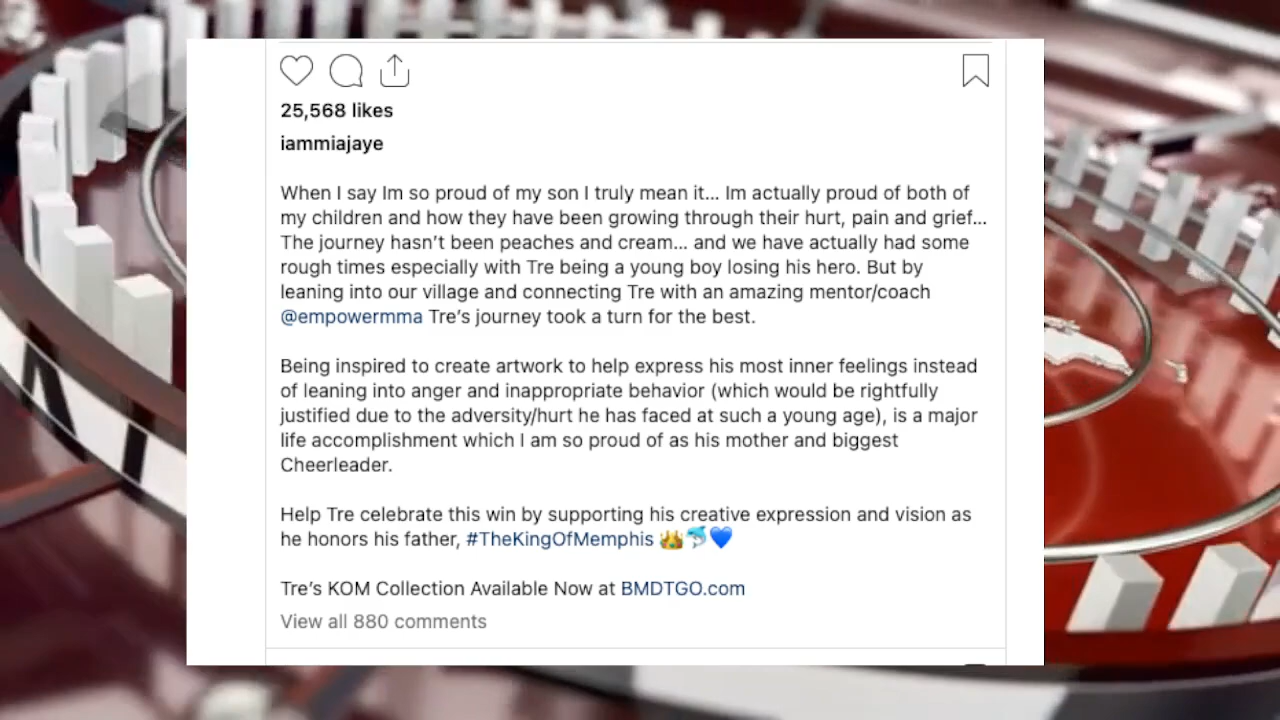 25,568 likes
iammiajaye
When I say Im so proud of my son I truly mean it... Im actually proud of both of
my children and how they have been growing through their hurt, pain and grief...
The journey hasn't been peaches and cream... and we have actually had some
rough times especially with Tre being a young boy losing his hero. But by
leaning into our village and connecting Tre with an amazing mentor/coach
@empowermma Tre's journey took a turn for the best.
Being inspired to create artwork to help express his most inner feelings instead
of leaning into anger and inappropriate behavior (which would be rightfully
justified due to the adversity/hurt he has faced at such a young age), is a major
life accomplishment which I am so proud of as his mother and biggest
Cheerleader.
Help Tre celebrate this win by supporting his creative expression and vision as
he honors his father, #TheKingOfMemphis 👑🐬💙
Tre's KOM Collection Available Now at BMDTGO.com
View all 880 comments